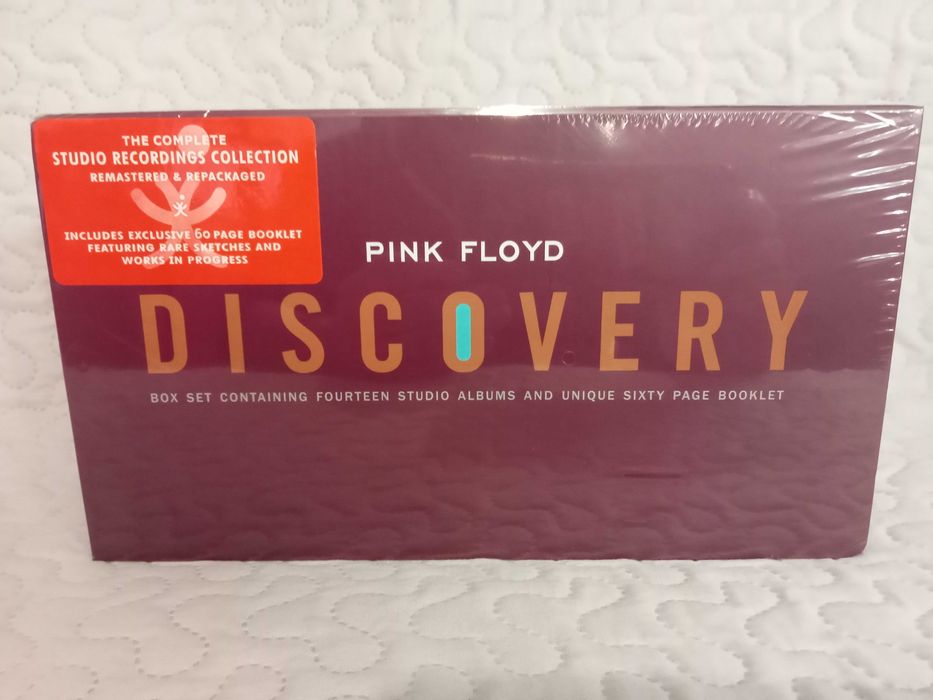 THE COMPLETE
STUDIO RECORDINGS COLLECTION
REMASTERED & REPACKAGED
INCLUDES EXCLUSIVE 60 PAGE BOOKLET
FEATURING RARE SKETCHES AND
WORKS IN PROGRESS
PINK FLOYD
DISCOVERY
BOX SET CONTAINING FOURTEEN STUDIO ALBUMS AND UNIQUE SIXTY PAGE BOOKLET